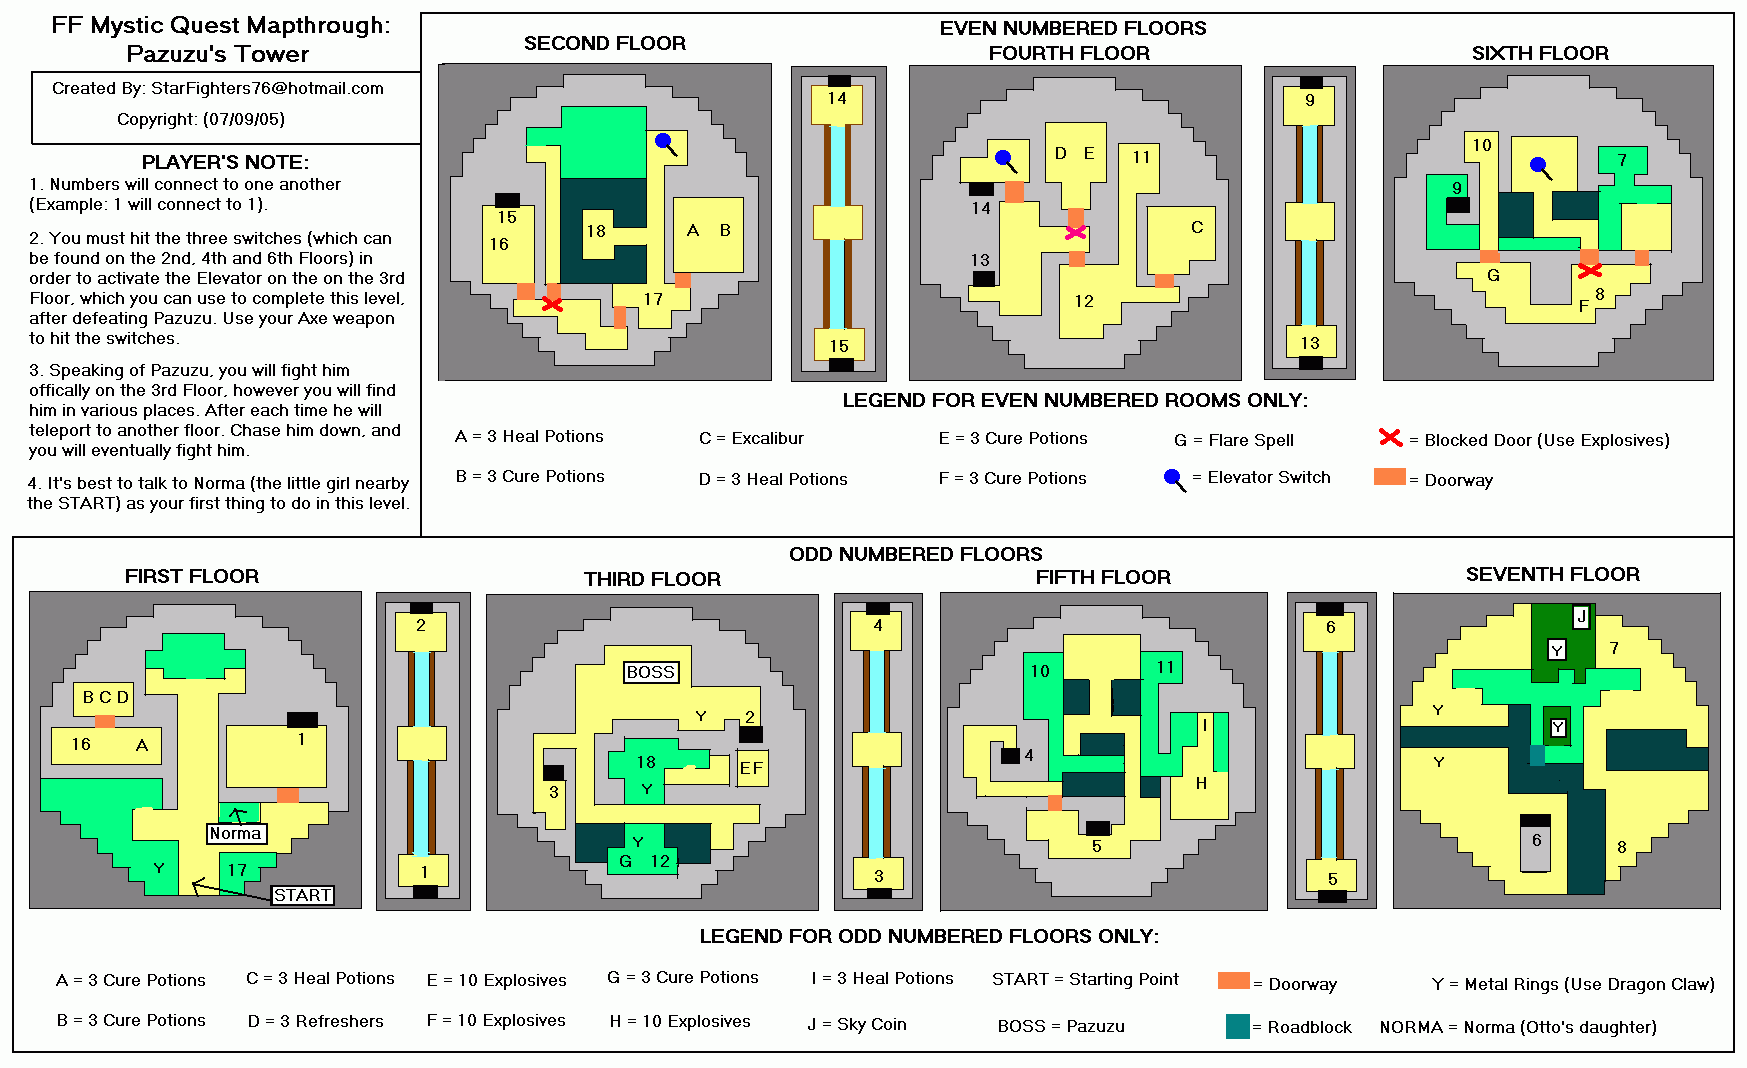 FF Mystic Quest Mapthrough:
Pazuzu's Tower
Created By: StarFighters76@hotmail.com
Copyright: (07/09/05)
PLAYER'S NOTE:
1. Numbers will connect to one another
(Example: 1 will connect to 1).
2. You must hit the three switches (which can
be found on the 2nd, 4th and 6th Floors) in
order to activate the Elevator on the on the 3rd
Floor, which you can use to complete this level,
after defeating Pazuzu. Use your Axe weapon
to hit the switches.
3. Speaking of Pazuzu, you will fight him
offically on the 3rd Floor, however you will find
him in various places. After each time he will
teleport to another floor. Chase him down, and
you will eventually fight him.
4. It's best to talk to Norma (the little girl nearby
the START) as your first thing to do in this level.
EVEN NUMBERED FLOORS
SECOND FLOOR
15
16
18
A B
17
14
15
FOURTH FLOOR
D E
11
14
C
13
12
9
13
SIXTH FLOOR
10
7
9
G
8
F
LEGEND FOR EVEN NUMBERED ROOMS ONLY:
A = 3 Heal Potions
C = Excalibur
E = 3 Cure Potions
G = Flare Spell
= Blocked Door (Use Explosives)
B = 3 Cure Potions
D = 3 Heal Potions
F = 3 Cure Potions
= Elevator Switch
= Doorway
ODD NUMBERED FLOORS
FIRST FLOOR
B C D
16 A
1
Norma
Y
17
START
2
1
THIRD FLOOR
BOSS
Y
2
18
EF
3
Y
Y
G 12
4
3
FIFTH FLOOR
10
11
I
4
H
5
6
5
SEVENTH FLOOR
J
Y
7
Y
Y
Y
6
8
LEGEND FOR ODD NUMBERED FLOORS ONLY:
A = 3 Cure Potions
C = 3 Heal Potions
E = 10 Explosives
G = 3 Cure Potions
I = 3 Heal Potions
START = Starting Point
= Doorway
Y = Metal Rings (Use Dragon Claw)
B = 3 Cure Potions
D = 3 Refreshers
F = 10 Explosives
H = 10 Explosives
J = Sky Coin
BOSS = Pazuzu
= Roadblock
NORMA = Norma (Otto's daughter)